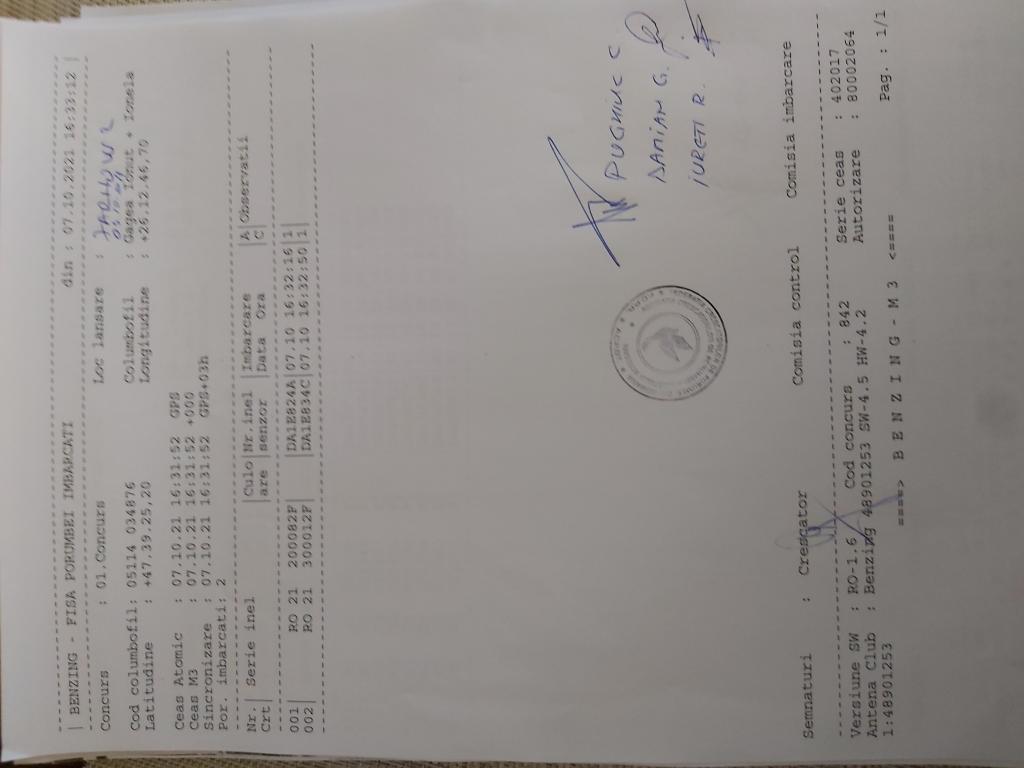 | BENZING - FISA PORUMBEI IMBARCATI din : 07.10.2021 16:33:12 |
Concurs : 01.Concurs Loc lansare :
Cod columbofil: 05114 034876 Columbofil : Gagea Ionut + Ionela
Latitudine : +47.39.25,20 Longitudine : +26.12.46,70
Ceas Atomic : 07.10.21 16:31:52 GPS
Ceas M3 : 07.10.21 16:31:52 +000
Sincronizare : 07.10.21 16:31:52 GPS+03h
Por. imbarcati: 2
Nr.| Serie inel |Culo|Nr inel |Imbarcare |A|Observatii
Crt| |are |senzor |Data Ora |C|
001| RO 21 200082F| |DA1E824A|07.10 16:32:16|1|
002| RO 21 300012F| |DA1E834C|07.10 16:32:50|1|
PUGHIUC C.
DAMIAN G.
IURETI R.
Semnaturi : Crescator Comisia control Comisia imbarcare
Versiune SW : RO-1.6 Cod concurs : 842 Serie ceas : 402017
Antena Club : Benzing 48901253 SW-4.5 HW-4.2 Autorizare : 80002064
1:48901253
====> B E N Z I N G - M 3 <==== Pag. : 1/1